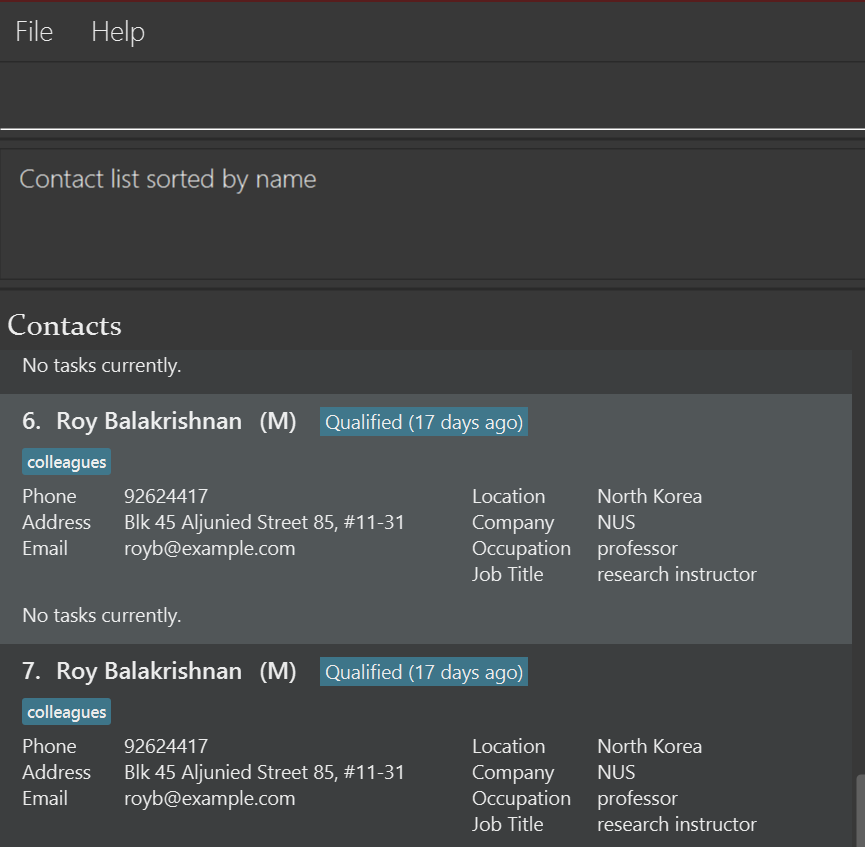 File Help
Contact list sorted by name
Contacts
No tasks currently.
6. Roy Balakrishnan (M) Qualified (17 days ago)
colleagues
Phone 92624417 Location North Korea
Address Blk 45 Aljunied Street 85, #11-31 Company NUS
Email royb@example.com Occupation professor
Job Title research instructor
No tasks currently.
7. Roy Balakrishnan (M) Qualified (17 days ago)
colleagues
Phone 92624417 Location North Korea
Address Blk 45 Aljunied Street 85, #11-31 Company NUS
Email royb@example.com Occupation professor
Job Title research instructor